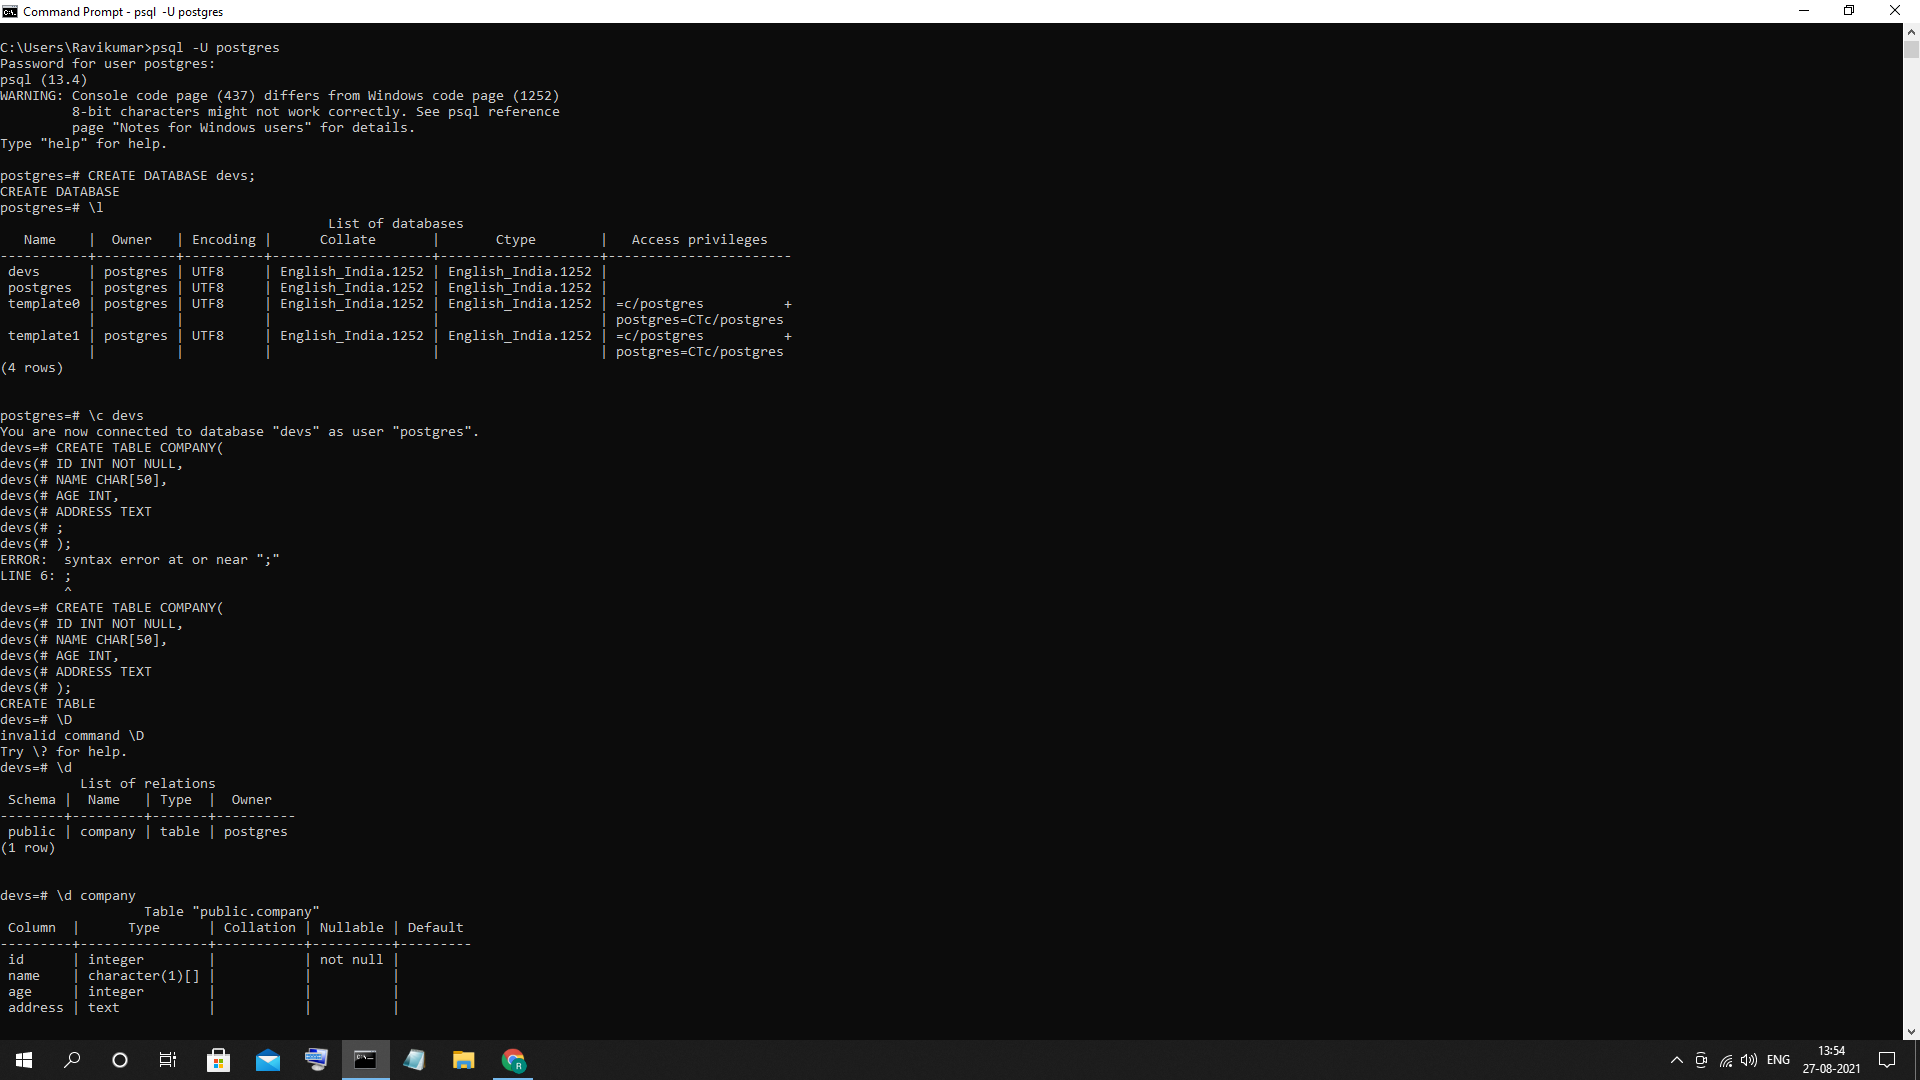 Command Prompt - psql  -U postgres
C:\Users\Ravikumar>psql -U postgres
Password for user postgres:
psql (13.4)
WARNING: Console code page (437) differs from Windows code page (1252)
         8-bit characters might not work correctly. See psql reference
         page "Notes for Windows users" for details.
Type "help" for help.
postgres=# CREATE DATABASE devs;
CREATE DATABASE
postgres=# \l
                                         List of databases
   Name    |  Owner   | Encoding |      Collate       |       Ctype        |   Access privileges
-----------+----------+----------+--------------------+--------------------+-----------------------
 devs      | postgres | UTF8     | English_India.1252 | English_India.1252 |
 postgres  | postgres | UTF8     | English_India.1252 | English_India.1252 |
 template0 | postgres | UTF8     | English_India.1252 | English_India.1252 | =c/postgres          +
           |          |          |                    |                    | postgres=CTc/postgres
 template1 | postgres | UTF8     | English_India.1252 | English_India.1252 | =c/postgres          +
           |          |          |                    |                    | postgres=CTc/postgres
(4 rows)
postgres=# \c devs
You are now connected to database "devs" as user "postgres".
devs=# CREATE TABLE COMPANY(
devs(# ID INT NOT NULL,
devs(# NAME CHAR[50],
devs(# AGE INT,
devs(# ADDRESS TEXT
devs(# ;
devs(# );
ERROR:  syntax error at or near ";"
LINE 6: ;
        ^
devs=# CREATE TABLE COMPANY(
devs(# ID INT NOT NULL,
devs(# NAME CHAR[50],
devs(# AGE INT,
devs(# ADDRESS TEXT
devs(# );
CREATE TABLE
devs=# \D
invalid command \D
Try \? for help.
devs=# \d
          List of relations
 Schema |  Name   | Type  |  Owner
--------+---------+-------+----------
 public | company | table | postgres
(1 row)
devs=# \d company
                  Table "public.company"
 Column  |      Type      | Collation | Nullable | Default
---------+----------------+-----------+----------+---------
 id      | integer        |           | not null |
 name    | character(1)[] |           |          |
 age     | integer        |           |          |
 address | text           |           |          |
ENG
13:54
27-08-2021